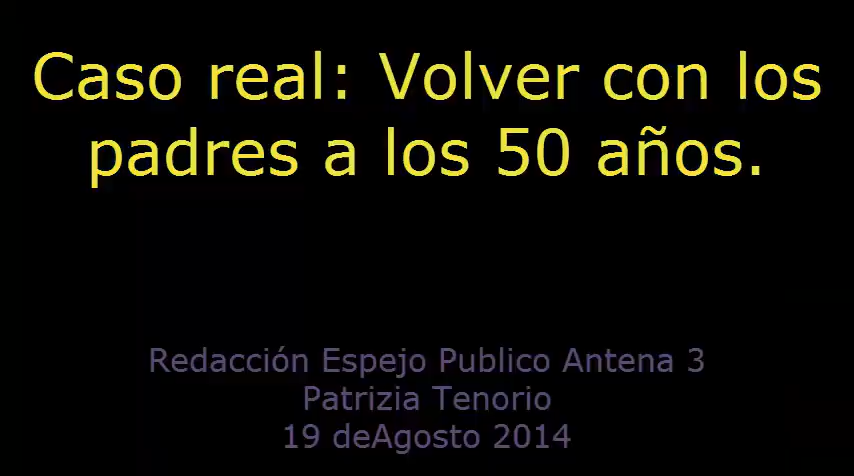 Caso real: Volver con los
padres a los 50 años.
Redacción Espejo Publico Antena 3
Patrizia Tenorio
19 deAgosto 2014